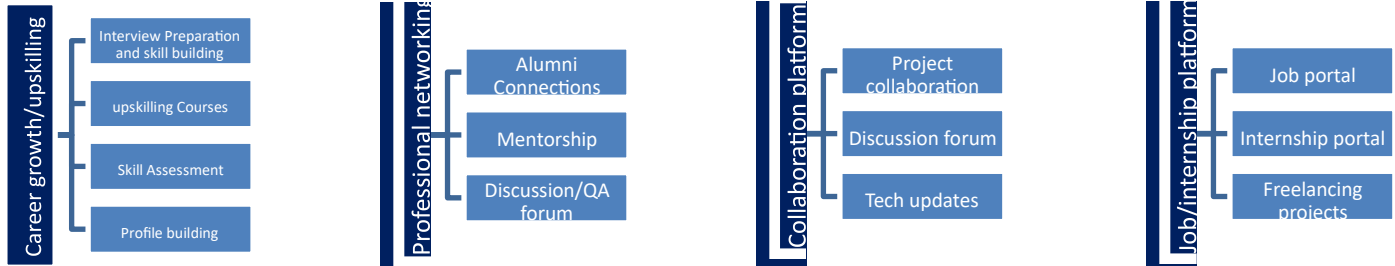 Career growth/upskilling
Interview Preparation
and skill building
upskilling Courses
Skill Assessment
Profile building
Professional networking
Alumni
Connections
Mentorship
Discussion/QA
forum
Collaboration platform
Project
collaboration
Discussion forum
Tech updates
Job/internship platform
Job portal
Internship portal
Freelancing
projects